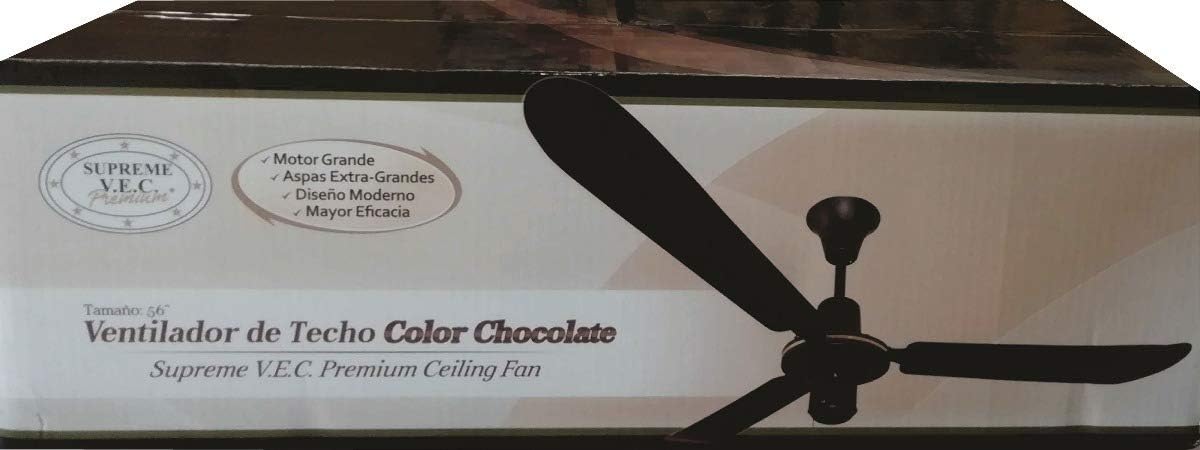 SUPREME
V.E.C.
Premium
✓ Motor Grande
✓ Aspas Extra-Grandes
✓ Diseño Moderno
✓ Mayor Eficacia
Tamaño: 56"
Ventilador de Techo Color Chocolate
Supreme V.E.C. Premium Ceiling Fan